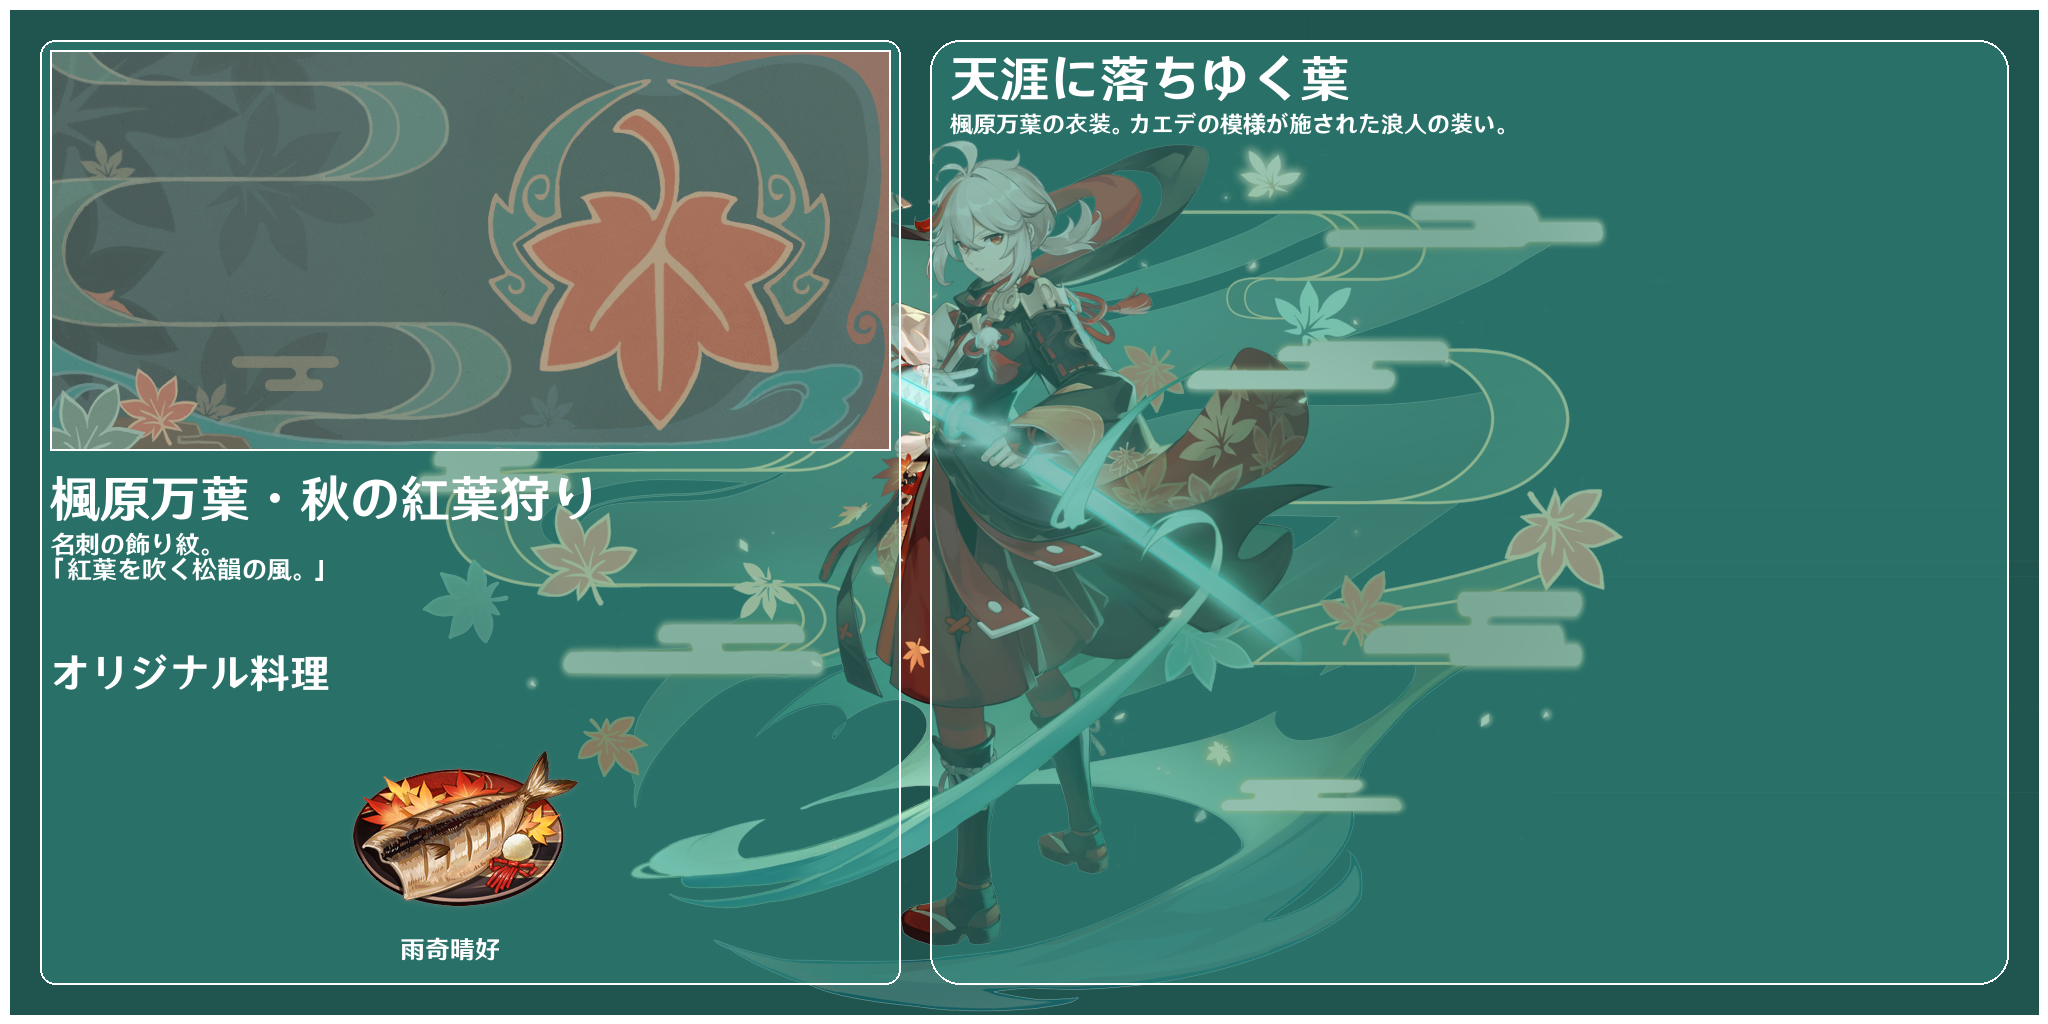 楓原万葉・秋の紅葉狩り
名刺の飾り紋。
「紅葉を吹く松韻の風。」
オリジナル料理
雨奇晴好
天涯に落ちゆく葉
楓原万葉の衣装。カエデの模様が施された浪人の装い。